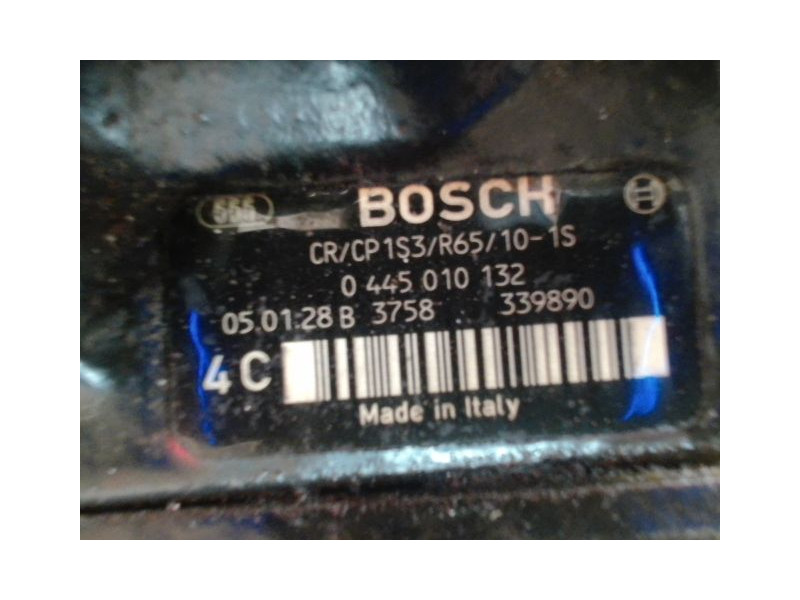 BOSCH
CR/CP1S3/R65/10-1S
0 445 010 132
05.01.28 B 3758 339890
4C
Made in Italy